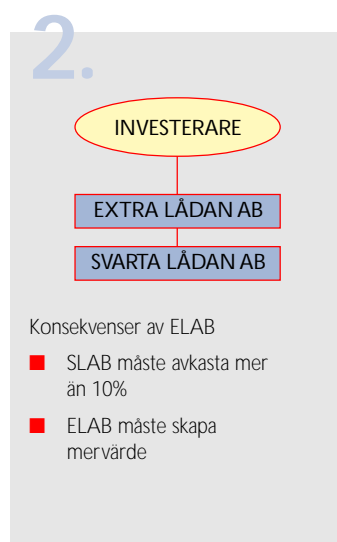 2.
INVESTERARE
EXTRA LÅDAN AB
SVARTA LÅDAN AB
Konsekvenser av ELAB
SLAB måste avkasta mer
än 10%
ELAB måste skapa
mervärde